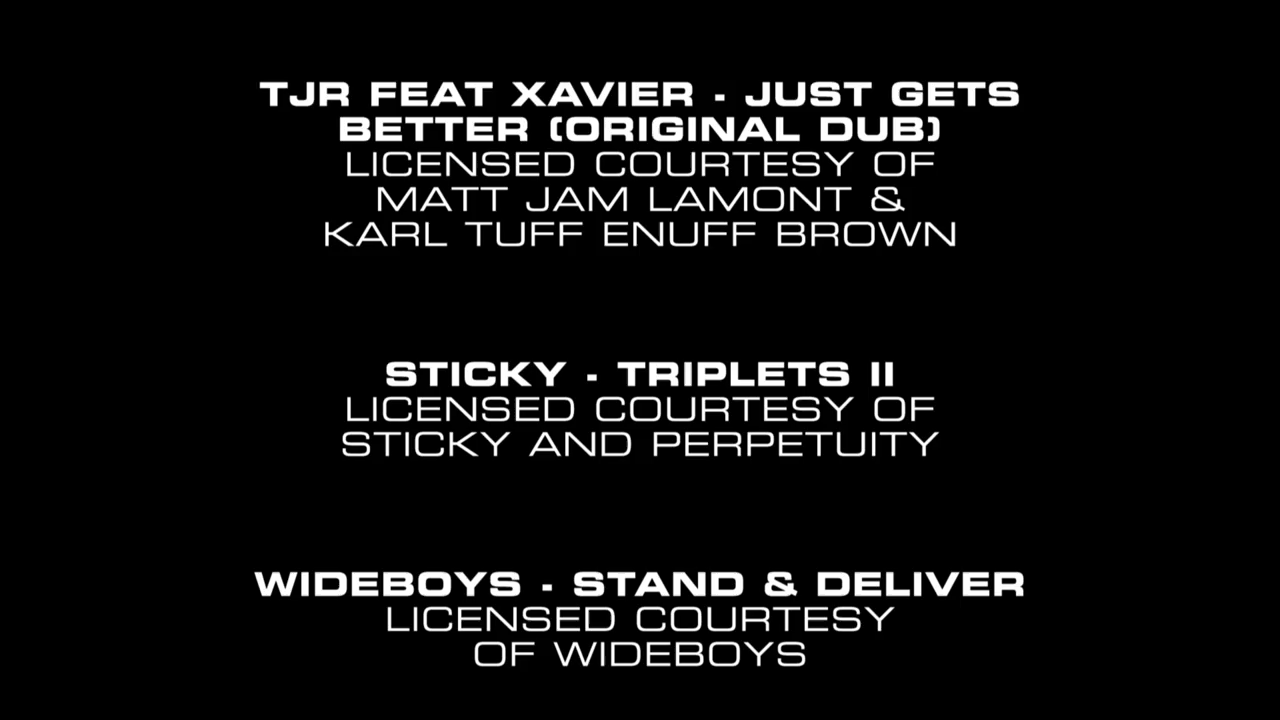 TJR FEAT XAVIER - JUST GETS
BETTER (ORIGINAL DUB)
LICENSED COURTESY OF
MATT JAM LAMONT &
KARL TUFF ENUFF BROWN
STICKY - TRIPLETS II
LICENSED COURTESY OF
STICKY AND PERPETUITY
WIDEBOYS - STAND & DELIVER
LICENSED COURTESY
OF WIDEBOYS